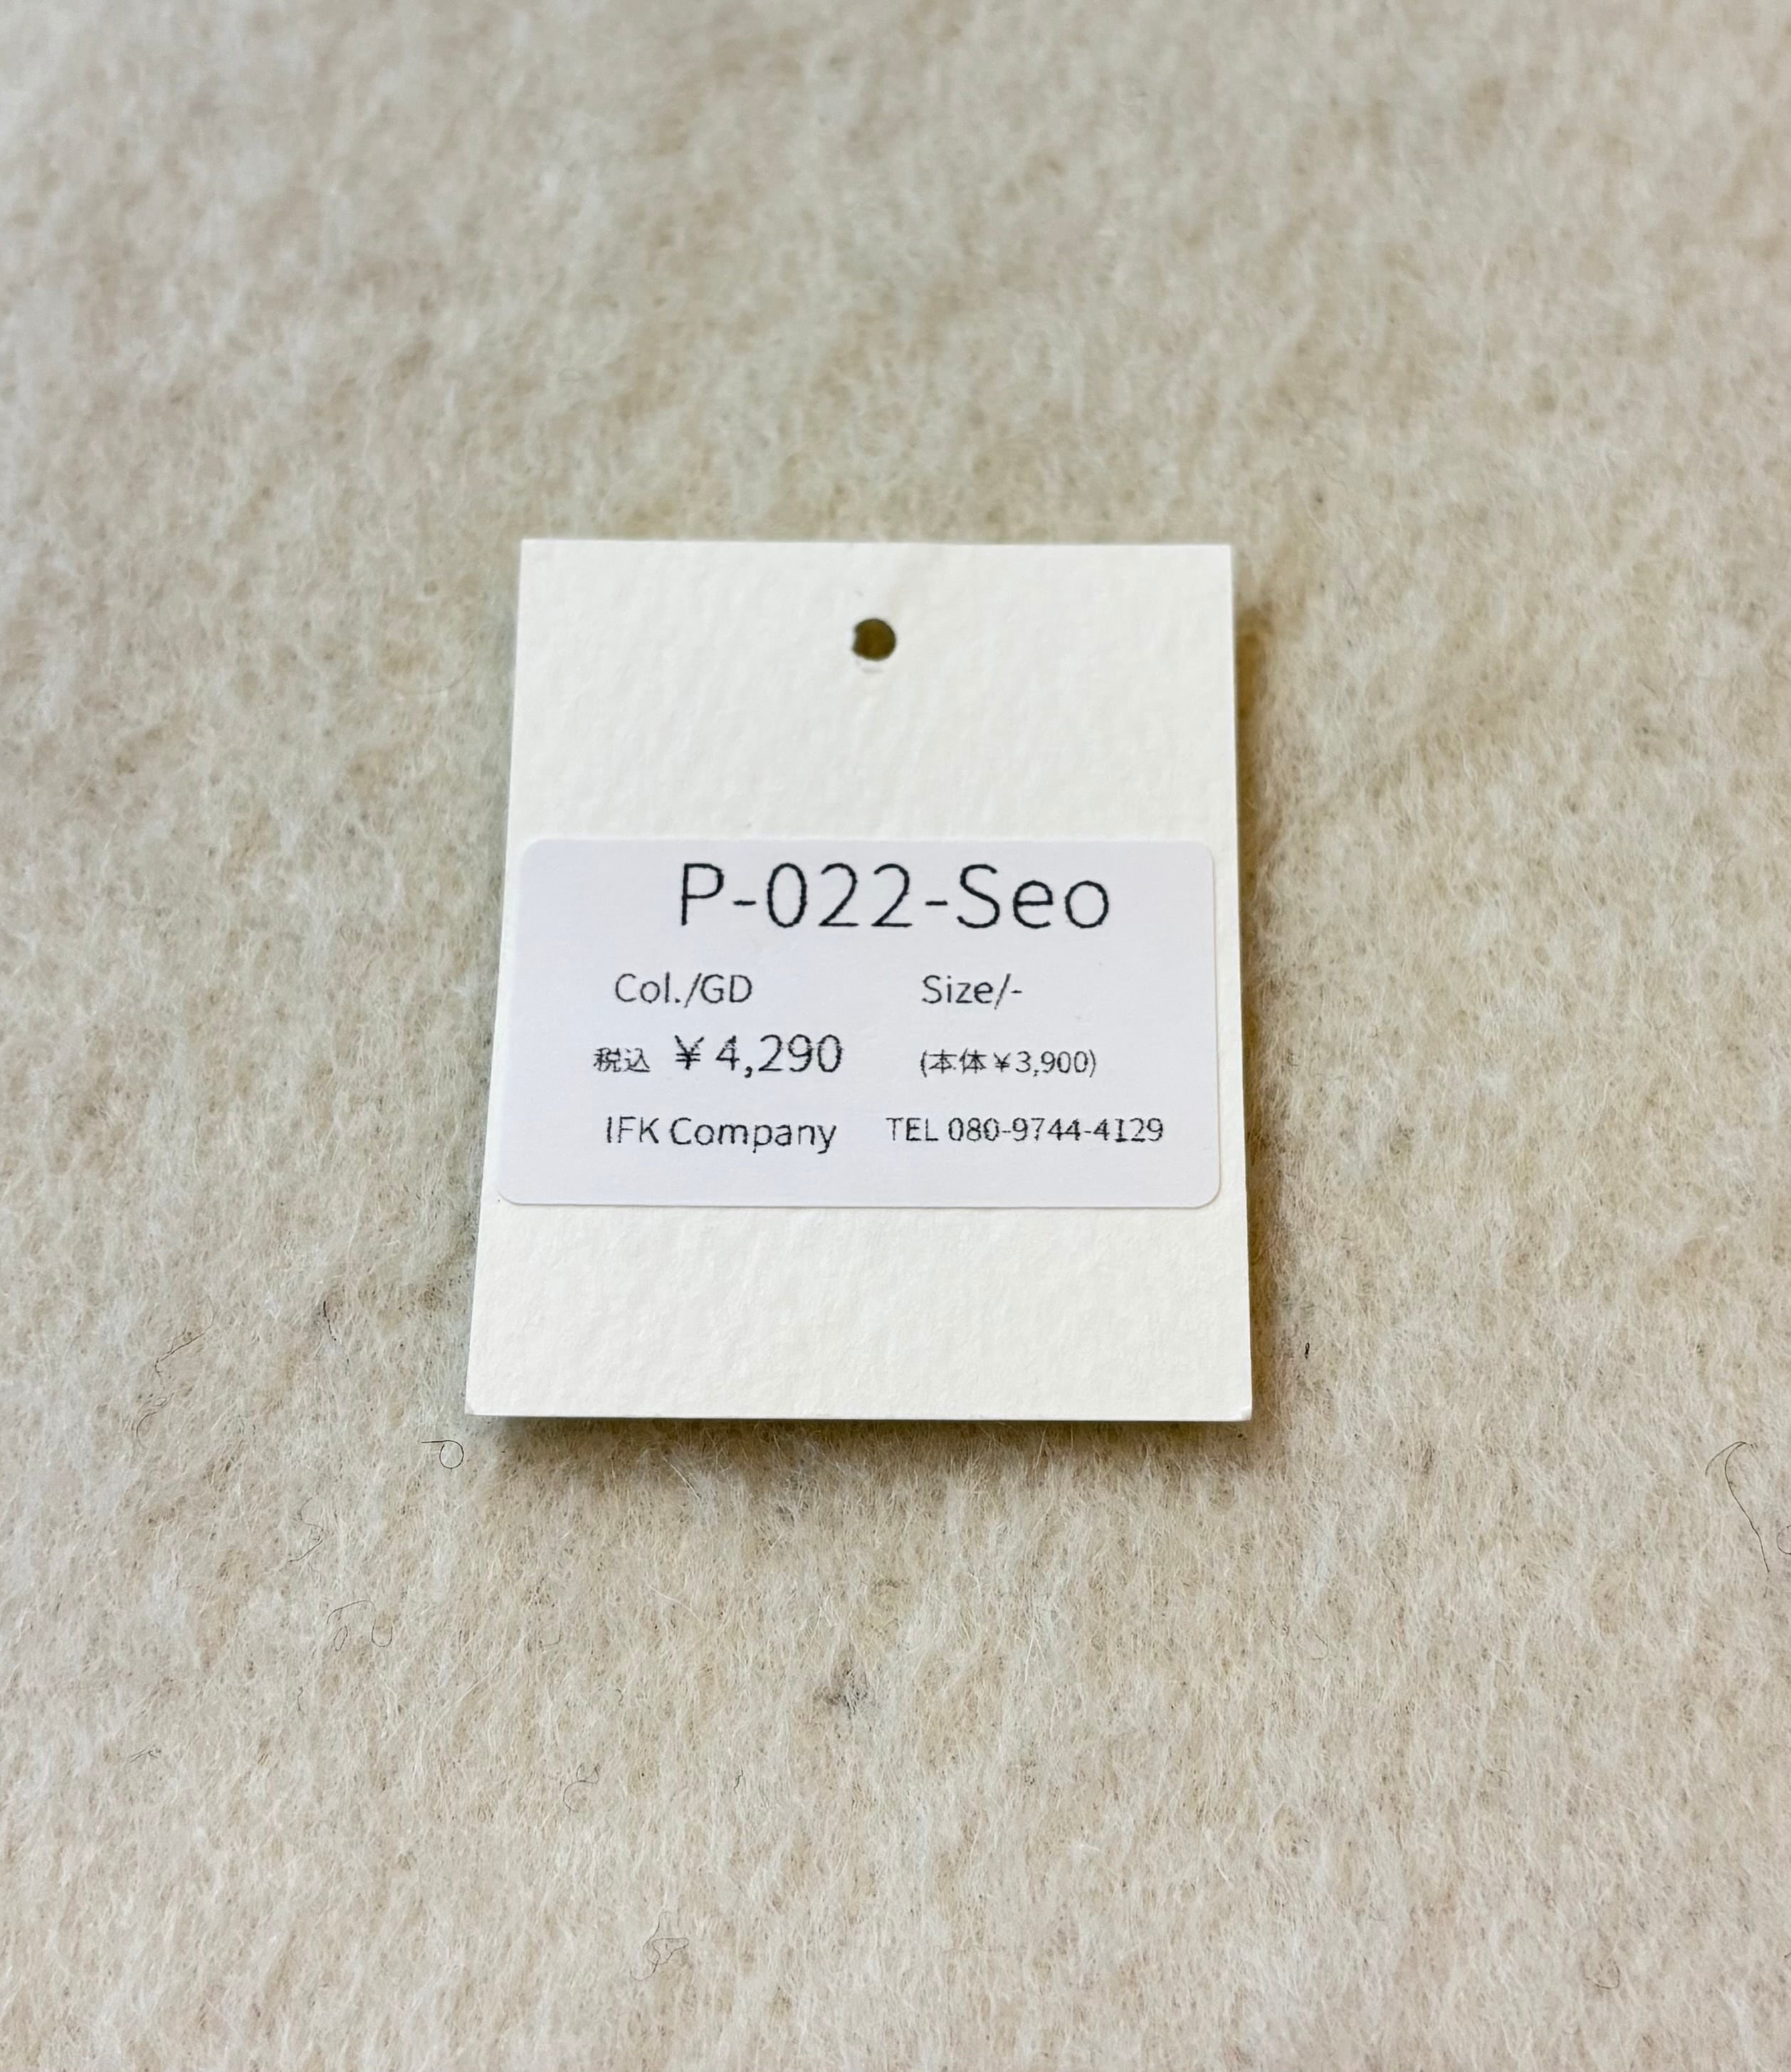 P-022-Seo
Col./GD Size/-
税込 ¥4,290 (本体¥3,900)
IFK Company TEL 080-9744-4129